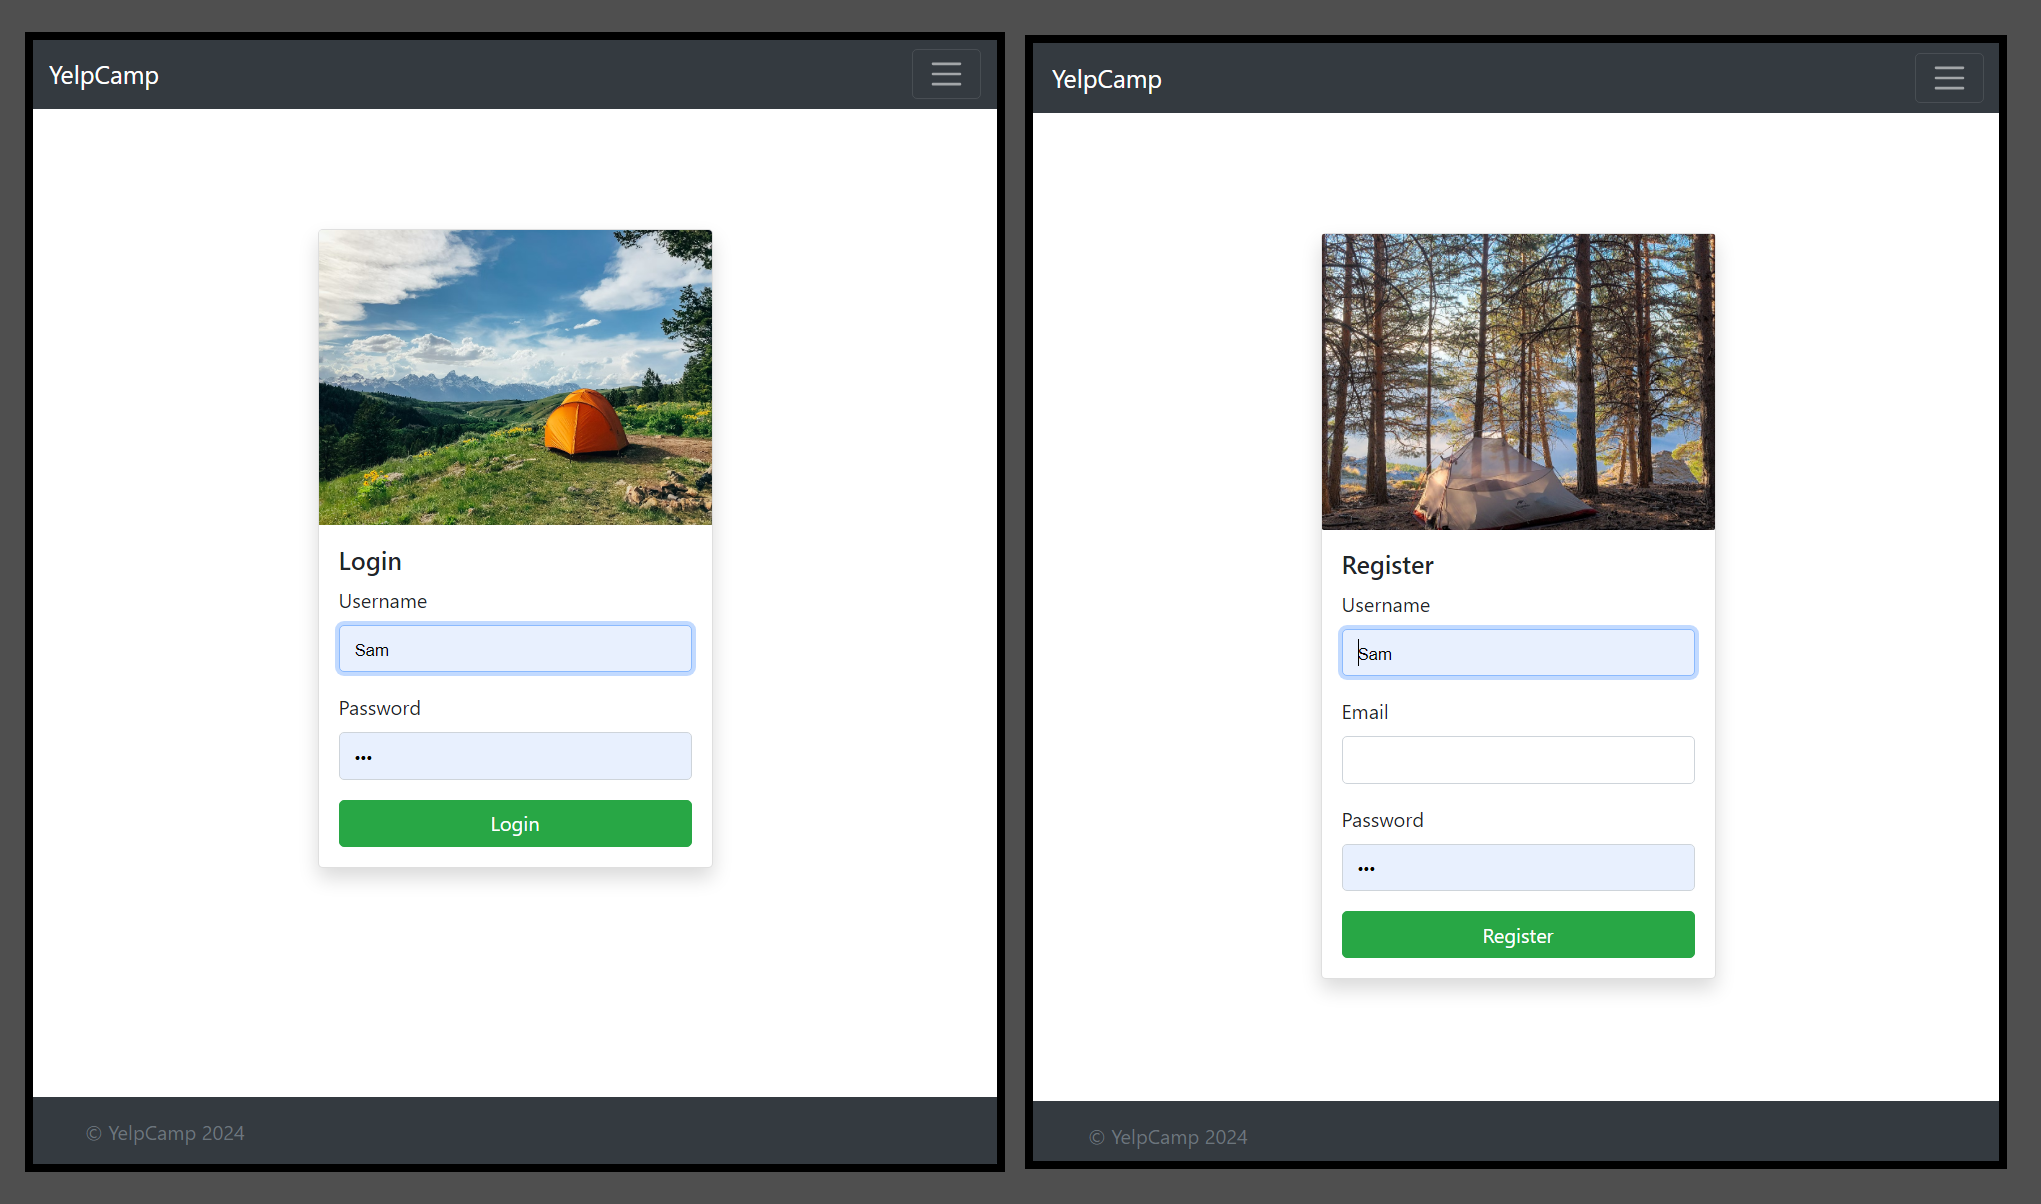 YelpCamp
Login
Username
Sam
Password
•••
Login
© YelpCamp 2024
YelpCamp
Register
Username
Sam
Email
Password
•••
Register
© YelpCamp 2024